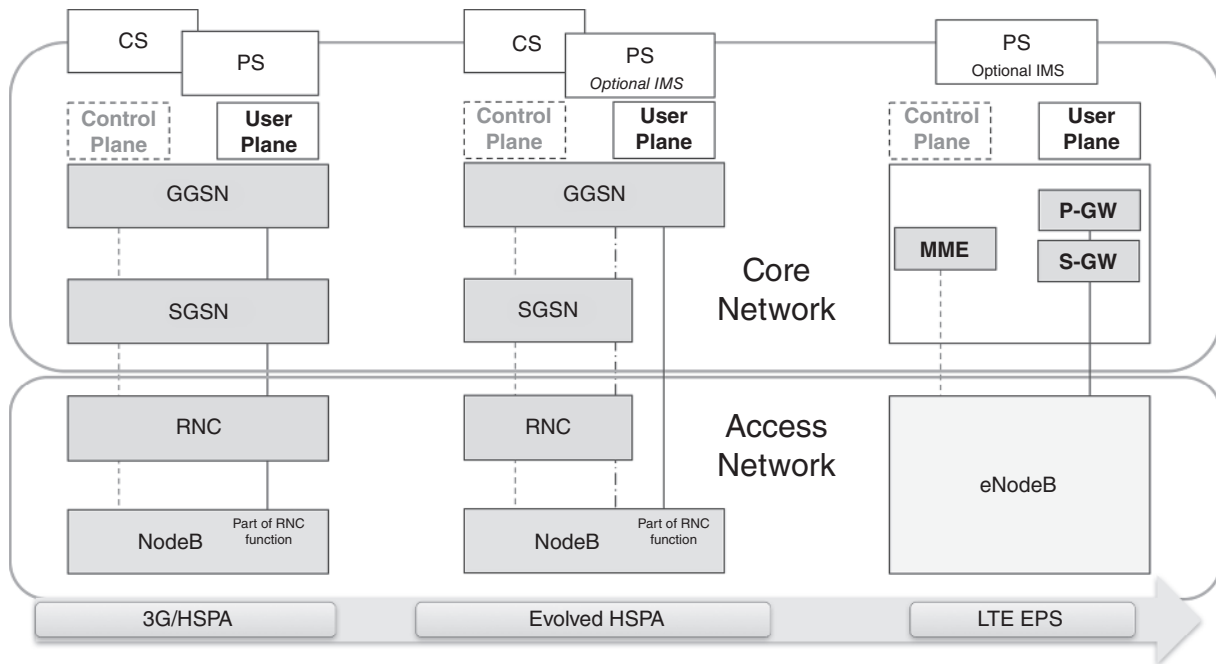 CS
PS
Control
Plane
User
Plane
GGSN
SGSN
RNC
NodeB
Part of RNC
function
3G/HSPA
CS
PS
Optional IMS
Control
Plane
User
Plane
GGSN
SGSN
RNC
NodeB
Part of RNC
function
Evolved HSPA
Core
Network
Access
Network
PS
Optional IMS
Control
Plane
User
Plane
P-GW
MME
S-GW
eNodeB
LTE EPS